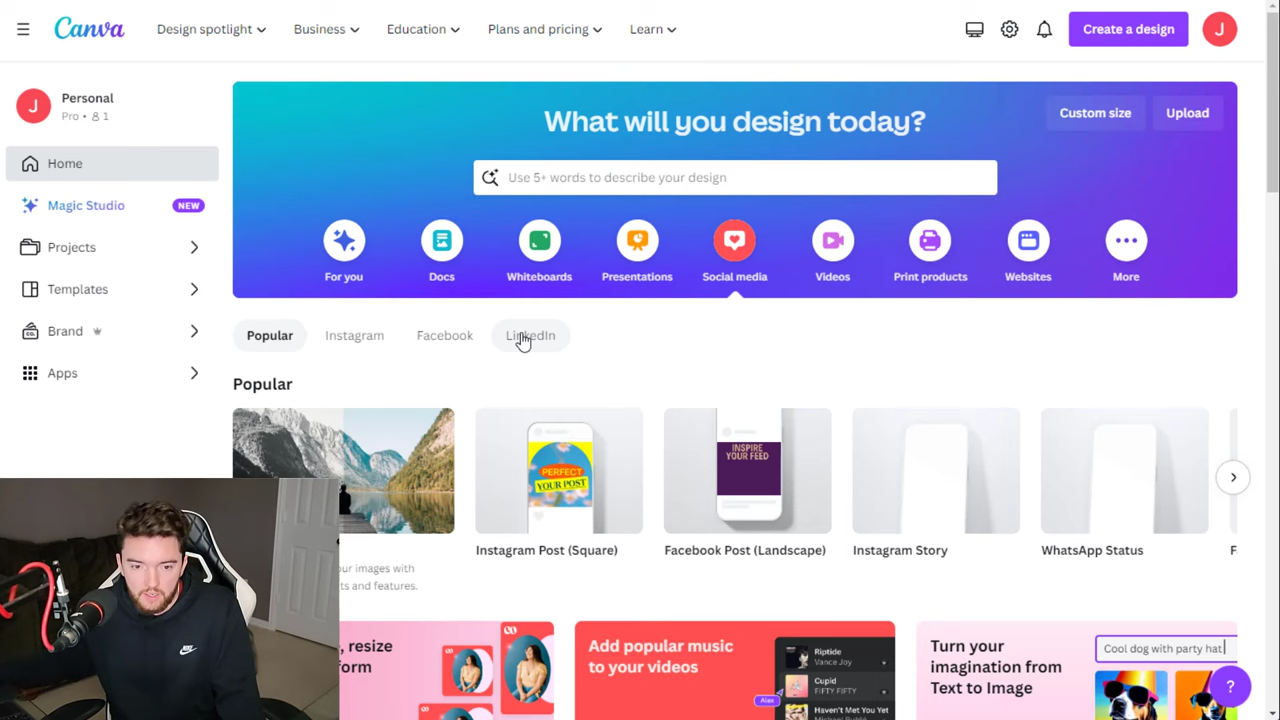 Canva
Design spotlight
Business
Education
Plans and pricing
Learn
Create a design
J
J
Personal
Pro • 1
Home
Magic Studio
NEW
Projects
Templates
Brand
Apps
What will you design today?
Custom size
Upload
Use 5+ words to describe your design
For you
Docs
Whiteboards
Presentations
Social media
Videos
Print products
Websites
More
Popular
Instagram
Facebook
LinkedIn
Popular
PERFECT
YOUR POST
INSPIRE
YOUR FEED
Instagram Post (Square)
Facebook Post (Landscape)
Instagram Story
WhatsApp Status
F
our images with
ts and features.
, resize
form
Add popular music
to your videos
Riptide
Vance Joy
Cupid
FIFTY FIFTY
Alex
Haven't Met You Yet
Turn your
imagination from
Text to Image
Cool dog with party hat
?